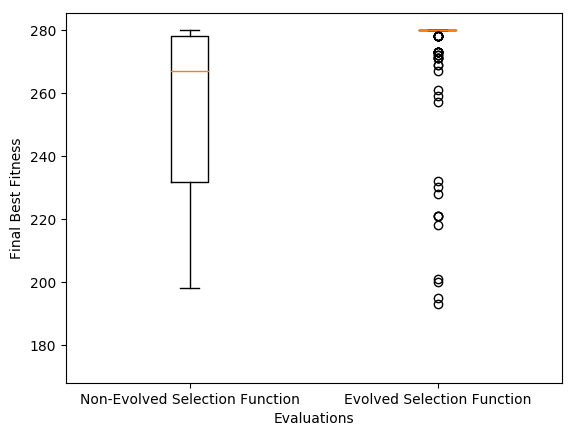 Final Best Fitness
280
260
240
220
200
180
Non-Evolved Selection Function
Evolved Selection Function
Evaluations